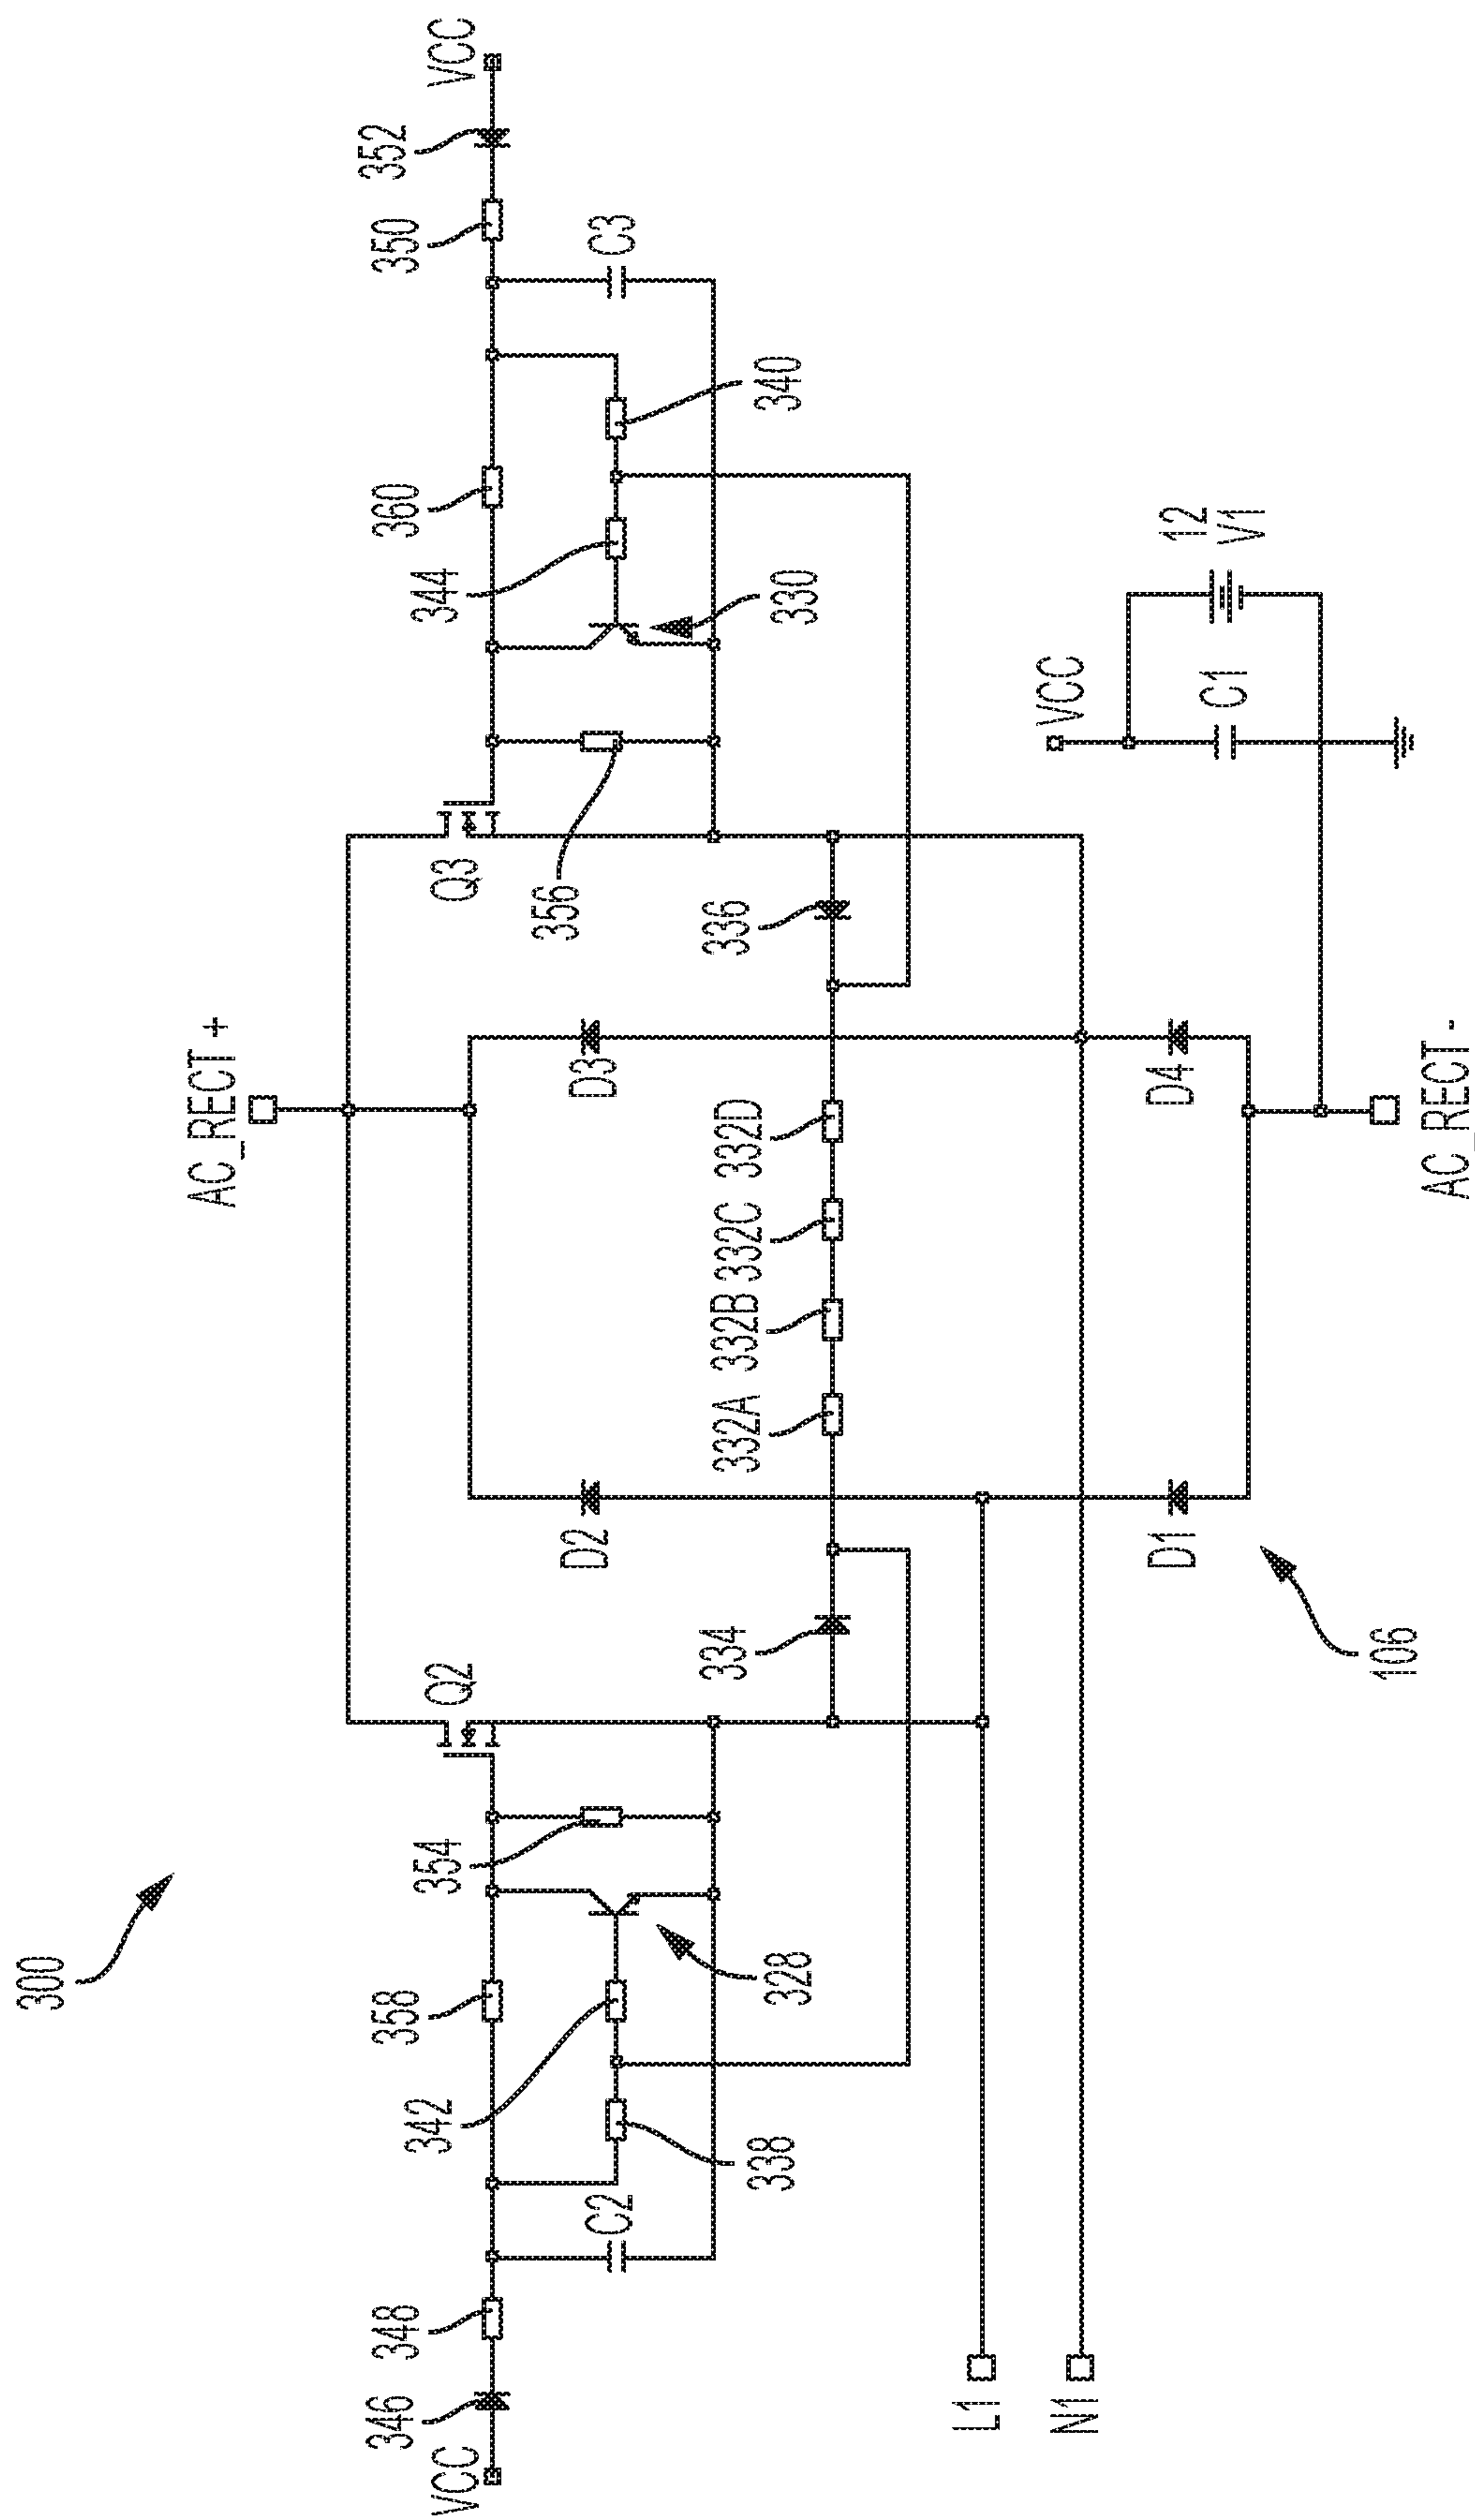 300
AC_RECT +
VCC
346
348
358
Q2
Q3
360
350
352
VCC
C2
342
354
D2
D3
356
344
C3
338
328
334
332A
332B
332C
332D
336
330
340
L1
N1
D1
D4
VCC
C1
12
V1
106
AC_RECT -